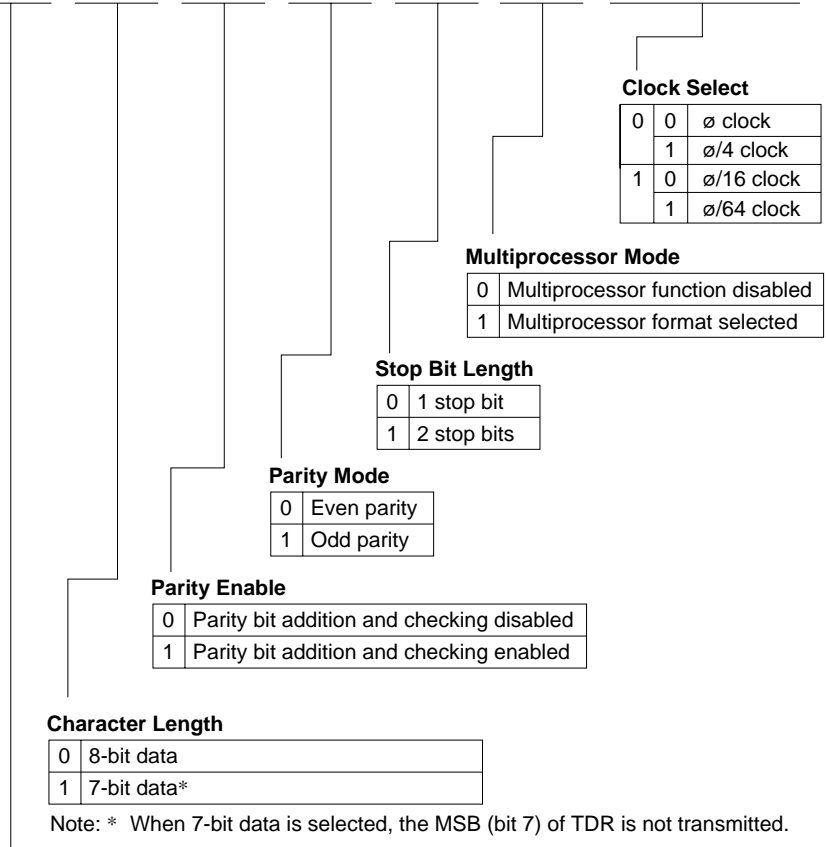 Clock Select
0 0 ø clock
1 ø/4 clock
1 0 ø/16 clock
1 ø/64 clock
Multiprocessor Mode
0 Multiprocessor function disabled
1 Multiprocessor format selected
Stop Bit Length
0 1 stop bit
1 2 stop bits
Parity Mode
0 Even parity
1 Odd parity
Parity Enable
0 Parity bit addition and checking disabled
1 Parity bit addition and checking enabled
Character Length
0 8-bit data
1 7-bit data*
Note: * When 7-bit data is selected, the MSB (bit 7) of TDR is not transmitted.